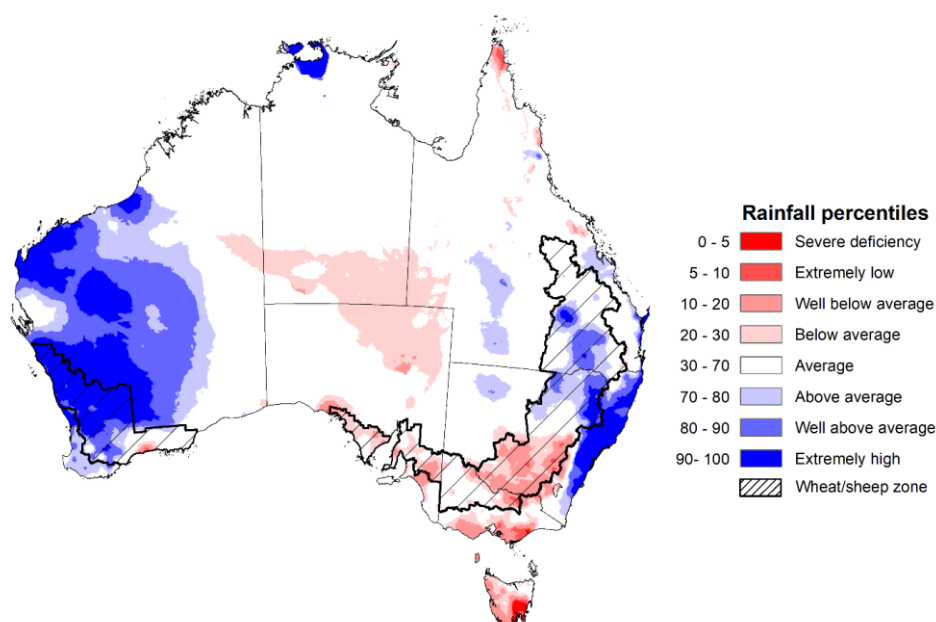 Rainfall percentiles
0 - 5 Severe deficiency
5 - 10 Extremely low
10 - 20 Well below average
20 - 30 Below average
30 - 70 Average
70 - 80 Above average
80 - 90 Well above average
90- 100 Extremely high
Wheat/sheep zone